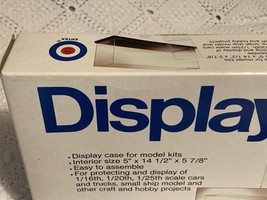 ENTEX
Display
• Display case for model kits
• Interior size 5" x 14 1/2" x 5 7/8"
• Easy to assemble
• For protecting and display of
1/16th, 1/20th, 1/25th scale cars
and trucks, small ship model and
other craft and hobby projects